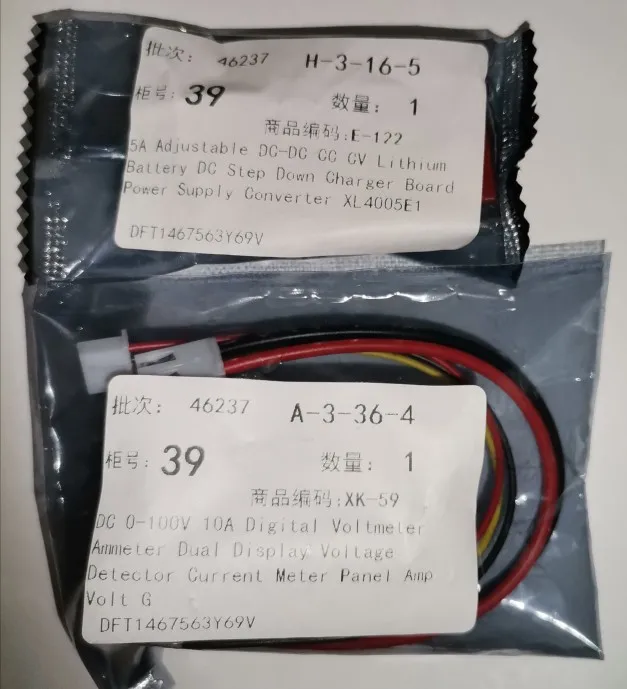 批次: 46237 H-3-16-5
柜号: 39 数量: 1
商品编码:E-122
5A Adjustable DC-DC CC CV Lithium
Battery DC Step Down Charger Board
Power Supply Converter XL4005E1
DFT1467563Y69V
批次: 46237 A-3-36-4
柜号: 39 数量: 1
商品编码:XK-59
DC 0-100V 10A Digital Voltmeter
Ammeter Dual Display Voltage
Detector Current Meter Panel Amp
Volt G
DFT1467563Y69V